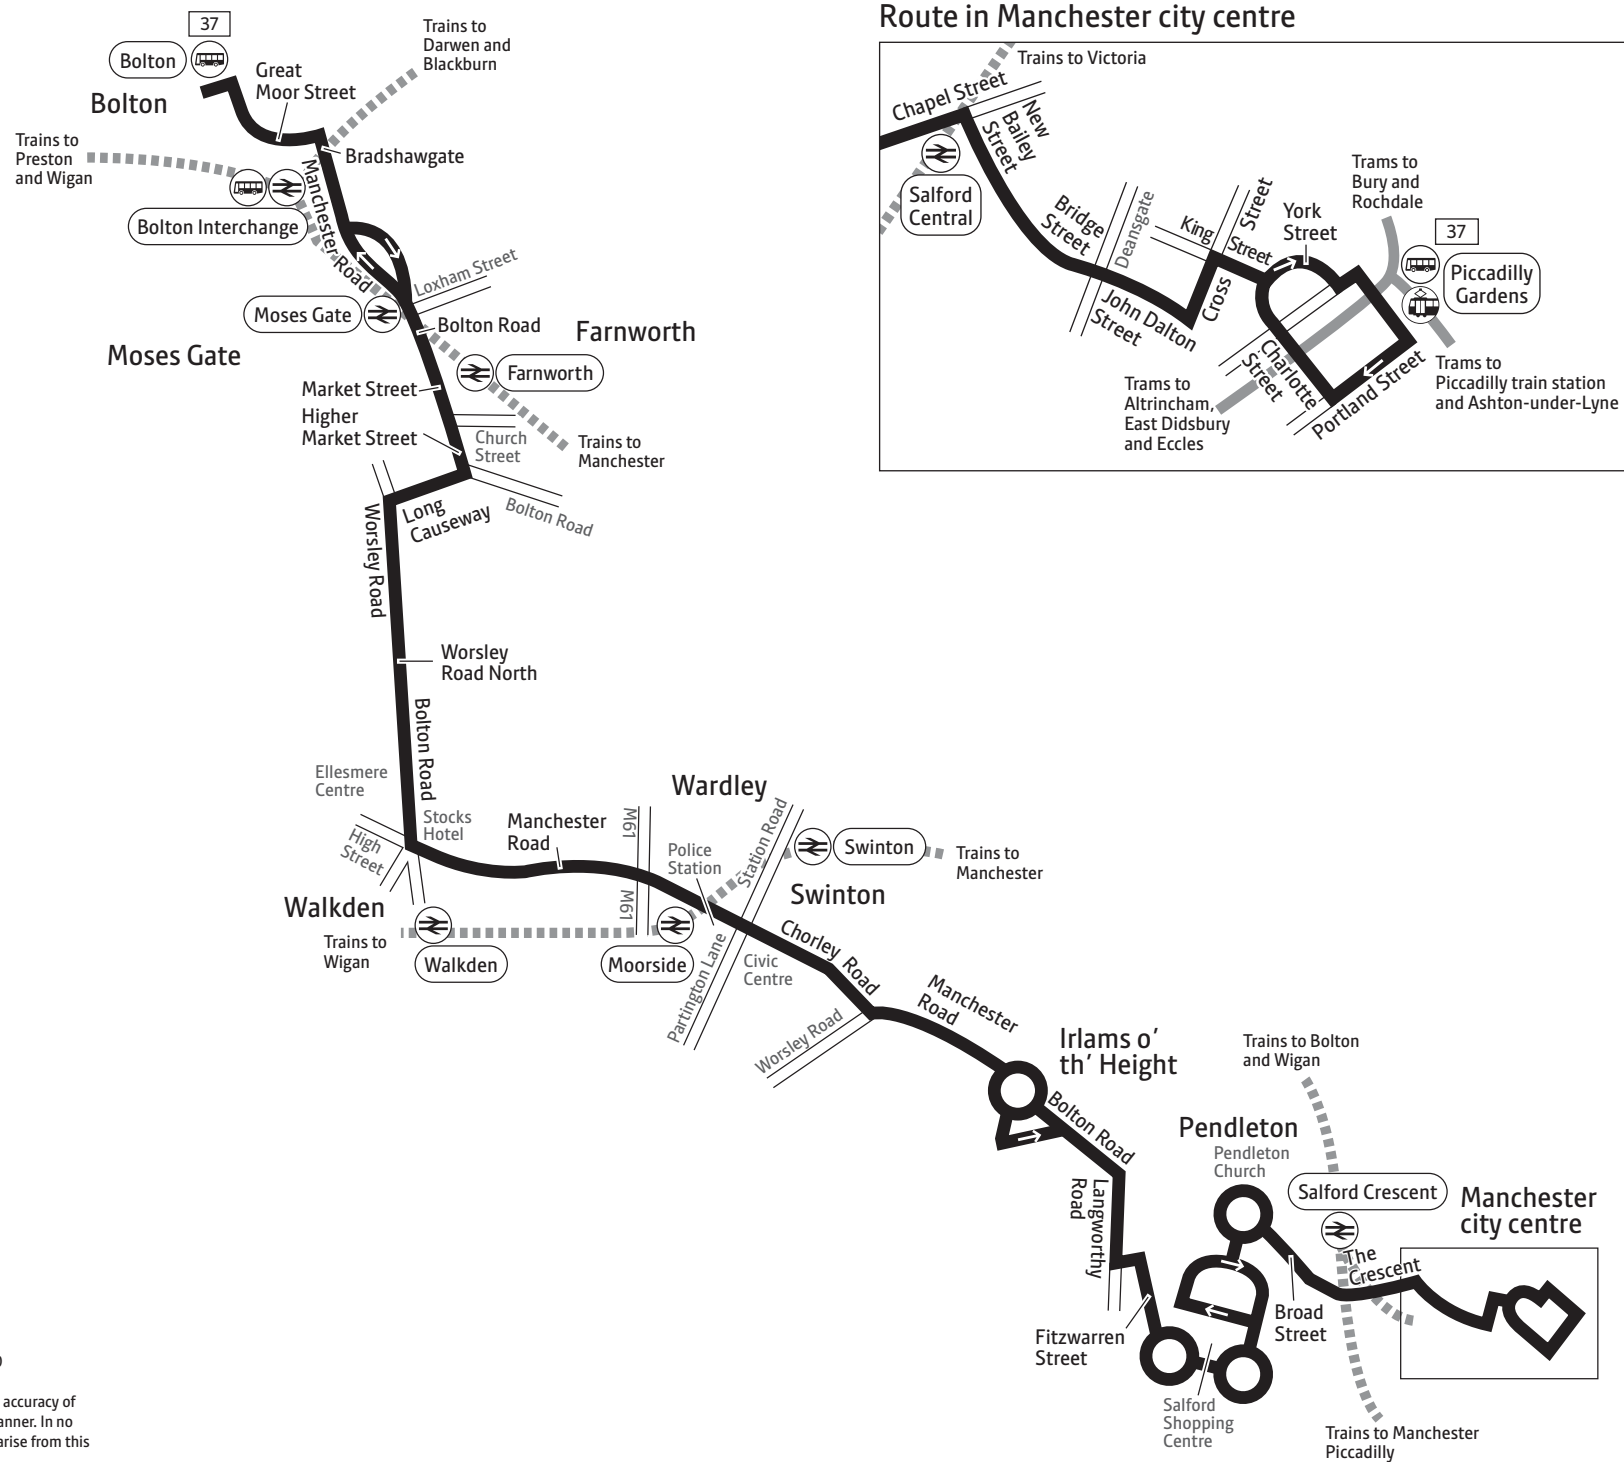 37
Bolton
Bolton
Great
Moor Street
Trains to
Darwen and
Blackburn
Trains to
Preston
and Wigan
Bradshawgate
Manchester Road
Bolton Interchange
Loxham Street
Moses Gate
Bolton Road
Farnworth
Moses Gate
Farnworth
Market Street
Higher
Market Street
Church
Street
Trains to
Manchester
Long
Causeway
Bolton Road
Worsley Road
Worsley
Road North
Bolton Road
Ellesmere
Centre
Stocks
Hotel
High
Street
Manchester
Road
M61
Wardley
Police
Station
Station Road
Swinton
Trains to
Manchester
Swinton
Walkden
Trains to
Wigan
Walkden
M61
Moorside
Partington Lane
Civic
Centre
Chorley Road
Worsley Road
Manchester
Road
Irlams o’
th’ Height
Bolton Road
Langworthy
Road
Pendleton
Pendleton
Church
Trains to Bolton
and Wigan
Salford Crescent
Manchester
city centre
The
Crescent
Broad
Street
Fitzwarren
Street
Salford
Shopping
Centre
Trains to Manchester
Piccadilly
Route in Manchester city centre
Trains to Victoria
Chapel Street
New
Bailey
Street
Salford
Central
Bridge
Street
Deansgate
John Dalton
Street
King
Street
Cross
Street
York
Street
Trams to
Bury and
Rochdale
37
Piccadilly
Gardens
Charlotte
Street
Portland Street
Trams to
Altrincham,
East Didsbury
and Eccles
Trams to
Piccadilly train station
and Ashton-under-Lyne
accuracy of
anner. In no
arise from this